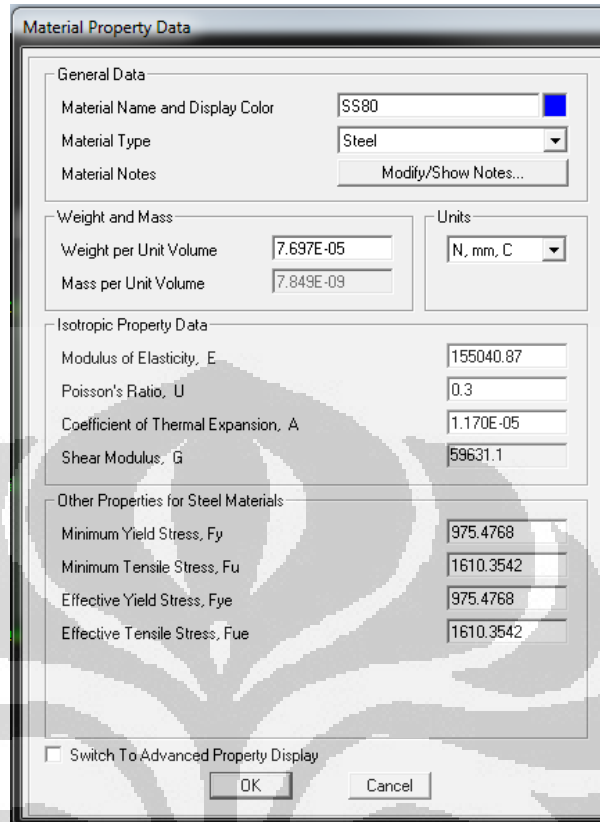 Material Property Data
General Data
Material Name and Display Color SS80
Material Type Steel
Material Notes Modify/Show Notes...
Weight and Mass Units
Weight per Unit Volume 7.697E-05 N, mm, C
Mass per Unit Volume 7.849E-09
Isotropic Property Data
Modulus of Elasticity, E 155040.87
Poisson's Ratio, U 0.3
Coefficient of Thermal Expansion, A 1.170E-05
Shear Modulus, G 59631.1
Other Properties for Steel Materials
Minimum Yield Stress, Fy 975.4768
Minimum Tensile Stress, Fu 1610.3542
Effective Yield Stress, Fye 975.4768
Effective Tensile Stress, Fue 1610.3542
Switch To Advanced Property Display
OK Cancel